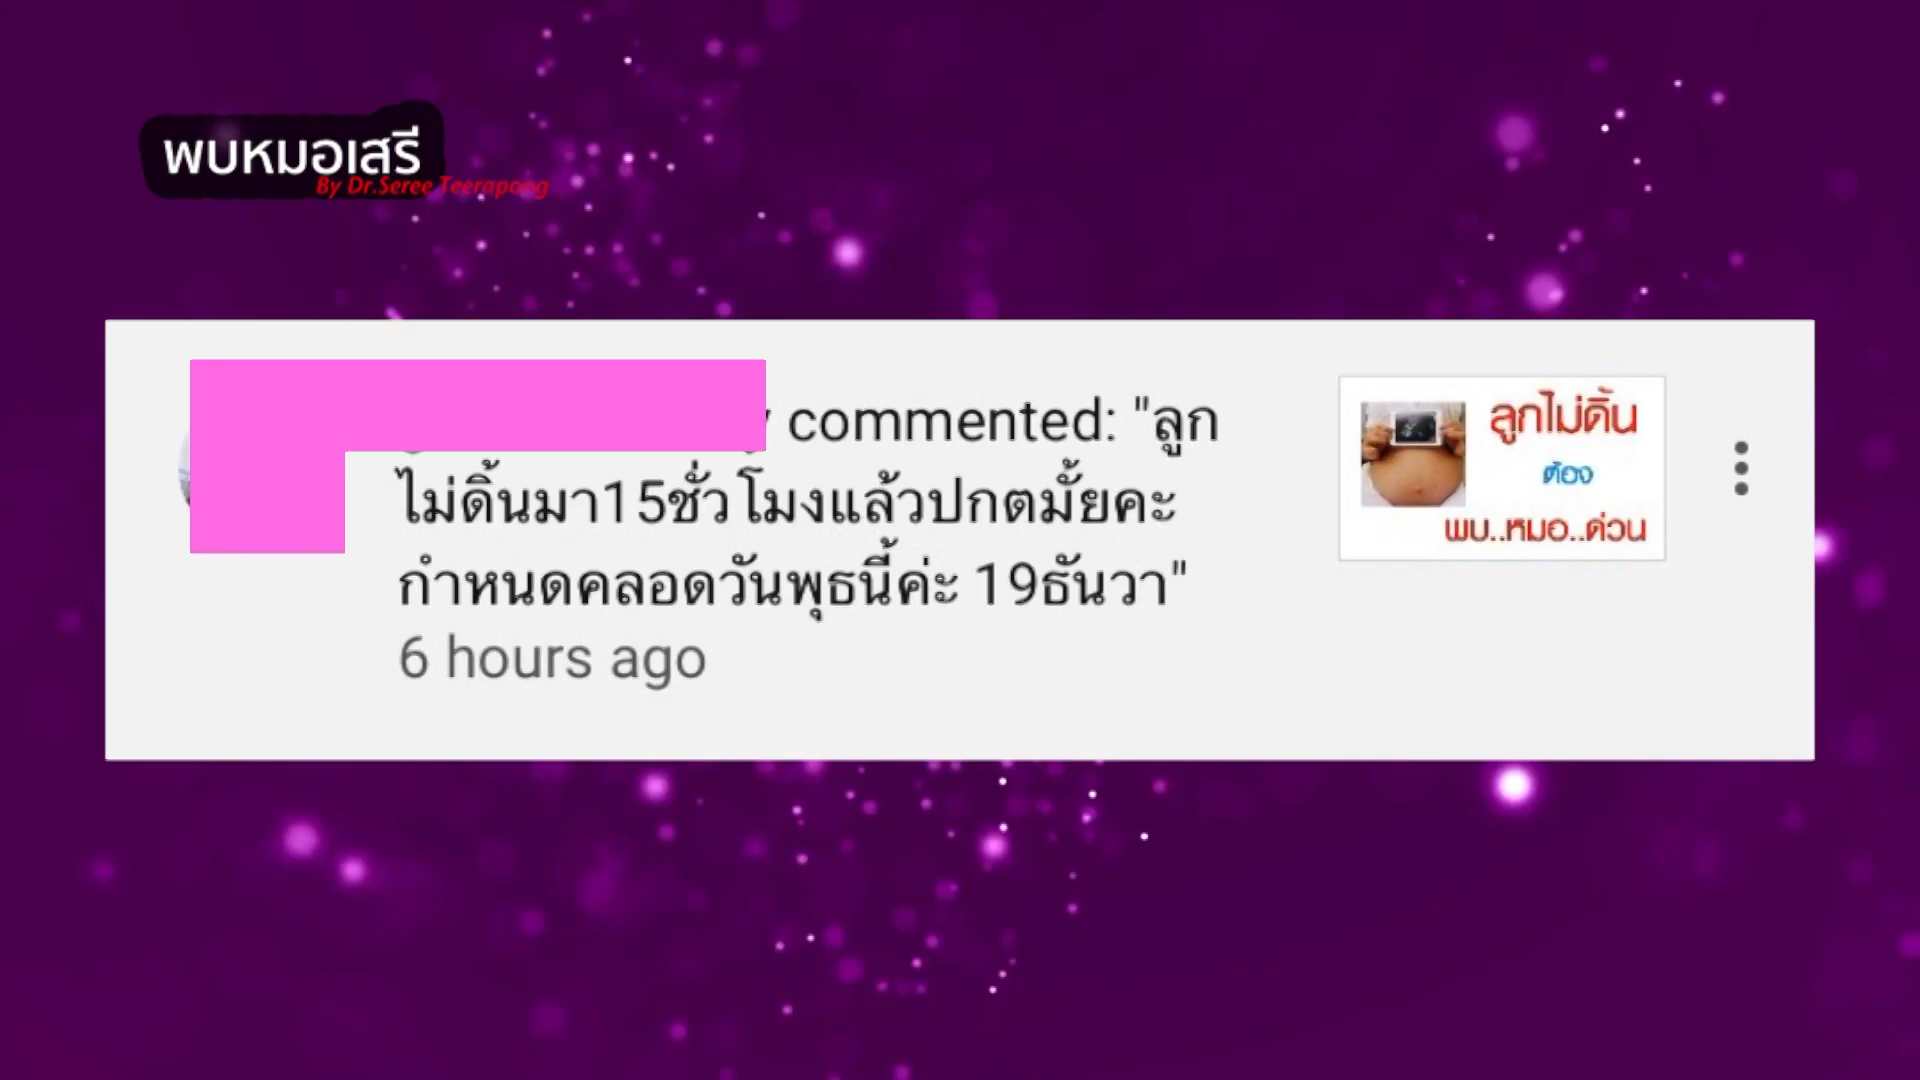 พบหมอเสรี
By Dr.Seree Teerapong
commented: "ลูก
ไม่ดิ้นมา15ชั่วโมงแล้วปกตมั้ยคะ
กำหนดคลอดวันพุธนี้ค่ะ 19ธันวา"
6 hours ago
ลูกไม่ดิ้น
ต้อง
พบ..หมอ..ด่วน